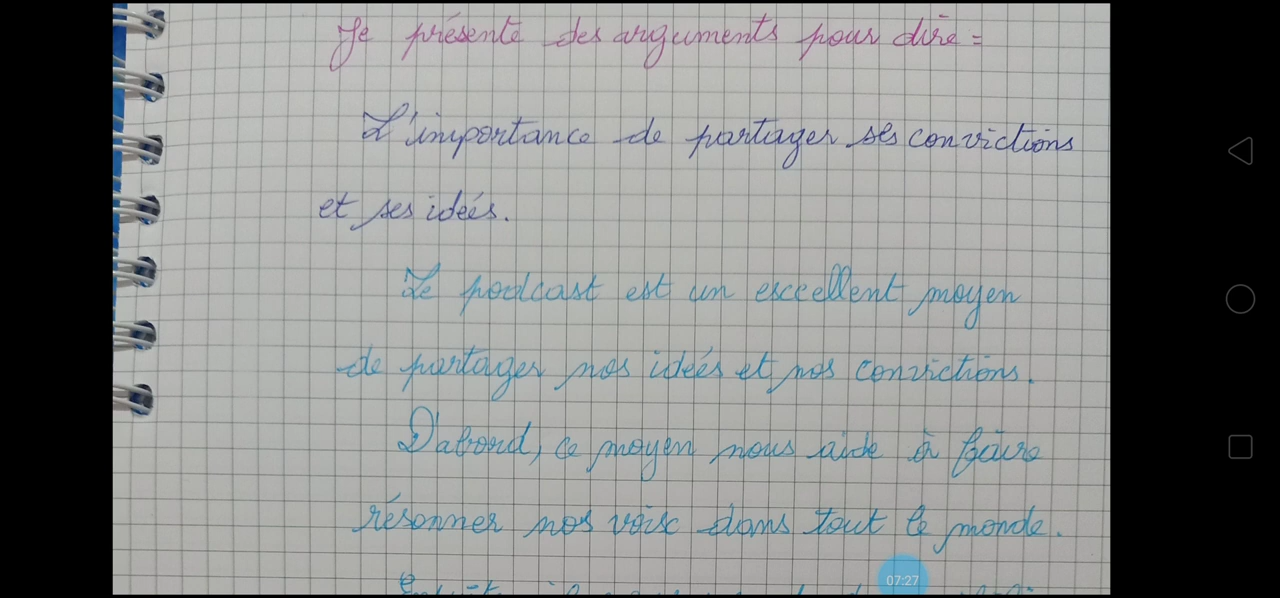 Je présente des arguments pour dire =
L'importance de partager ses convictions
et ses idées.
Le podcast est un excellent moyen
de partager nos idées et nos convictions.
D'abord, ce moyen nous aide à faire
résonner nos voix dans tout le monde.
07:27